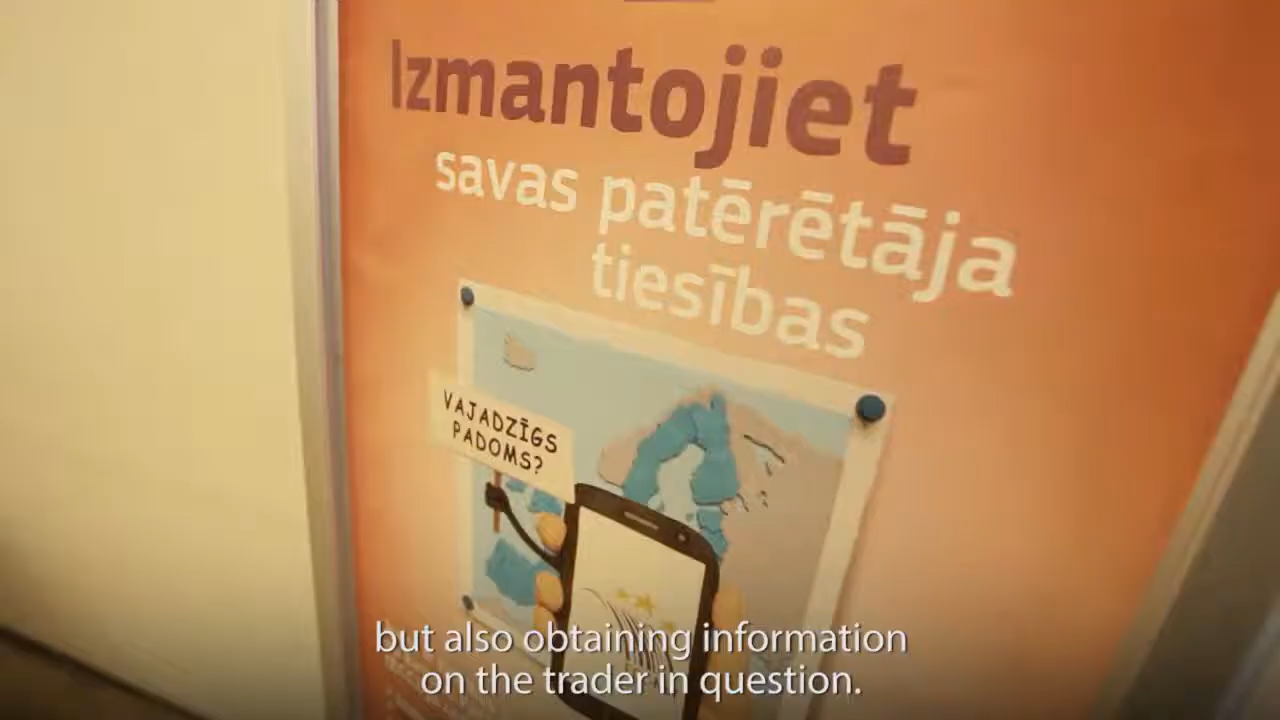 Izmantojiet
savas patērētāja
tiesības
VAJADZĪGS
PADOMS?
but also obtaining information
on the trader in question.